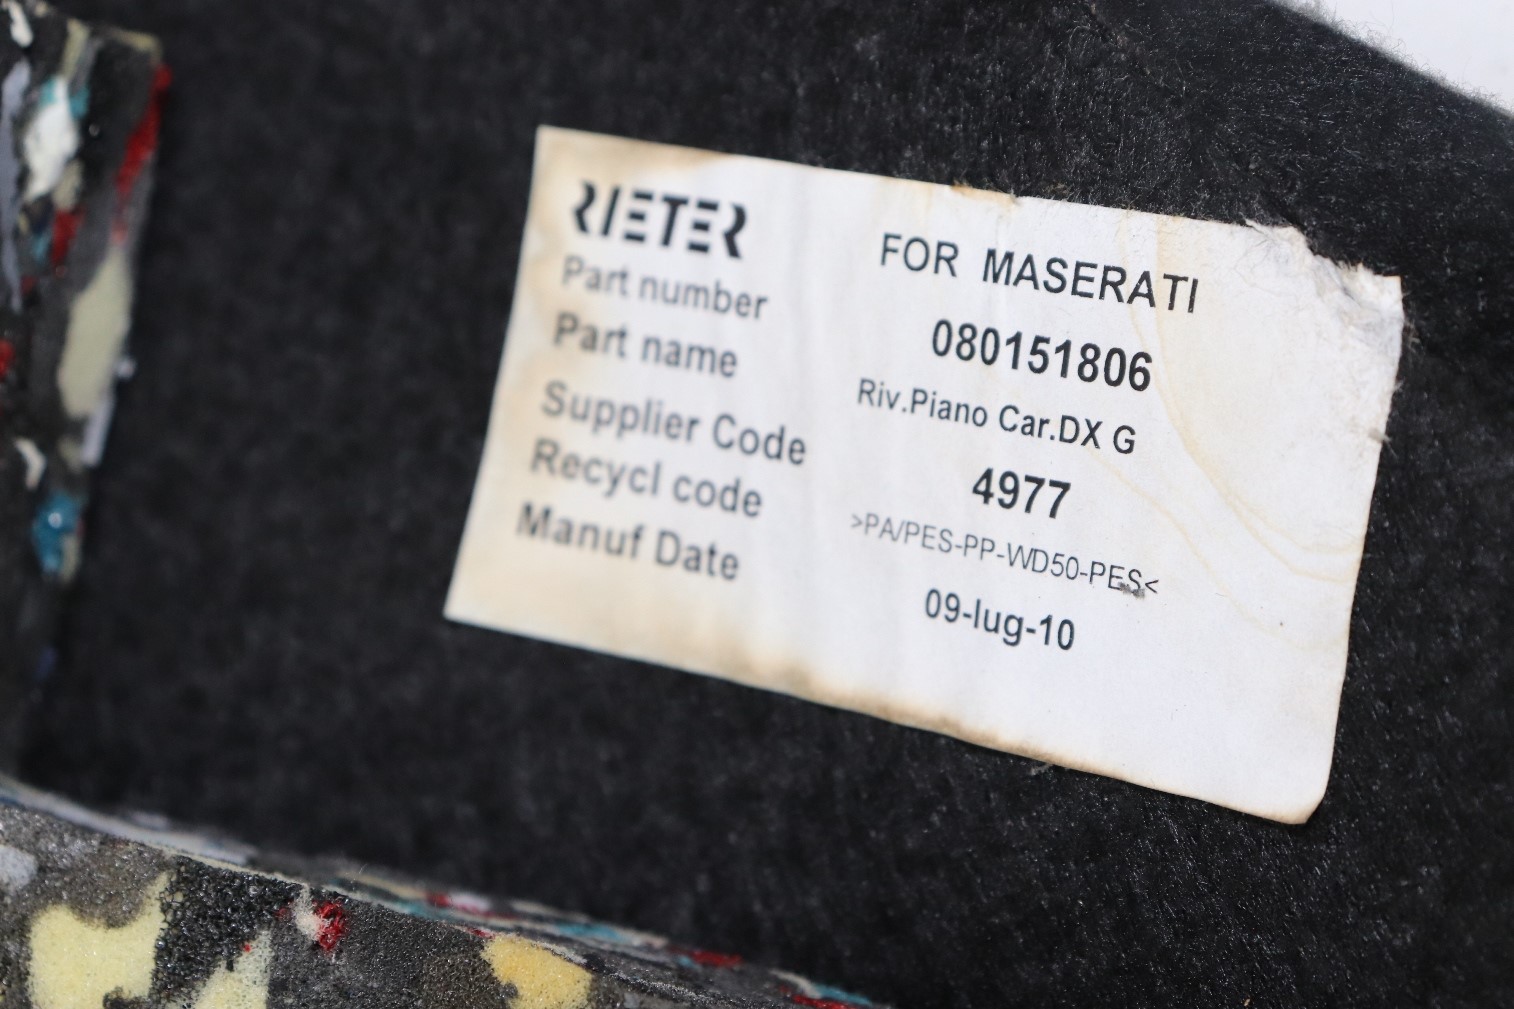 RIETER FOR MASERATI
Part number 080151806
Part name Riv.Piano Car.DX G
Supplier Code 4977
Recycl code >PA/PES-PP-WD50-PES<
Manuf Date 09-lug-10